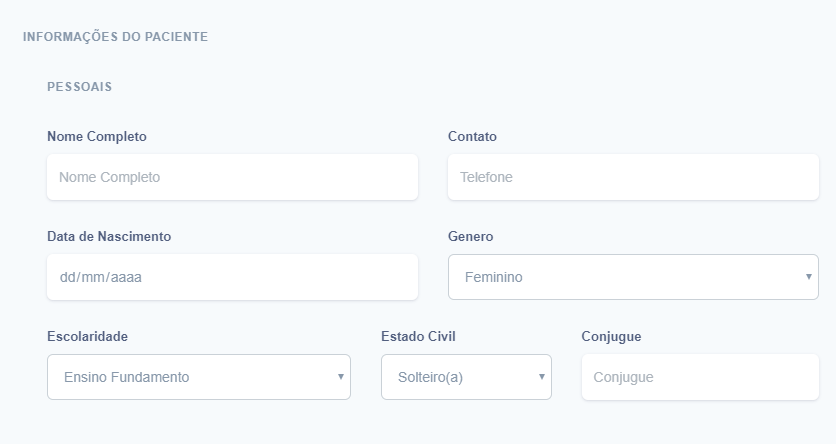 INFORMAÇÕES DO PACIENTE
PESSOAIS
Nome Completo
Contato
Nome Completo
Telefone
Data de Nascimento
Genero
dd/mm/aaaa
Feminino
Escolaridade
Estado Civil
Conjugue
Ensino Fundamento
Solteiro(a)
Conjugue